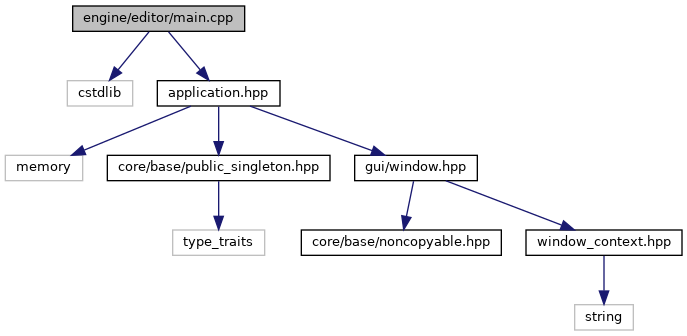 engine/editor/main.cpp
cstdlib
application.hpp
memory
core/base/public_singleton.hpp
gui/window.hpp
type_traits
core/base/noncopyable.hpp
window_context.hpp
string